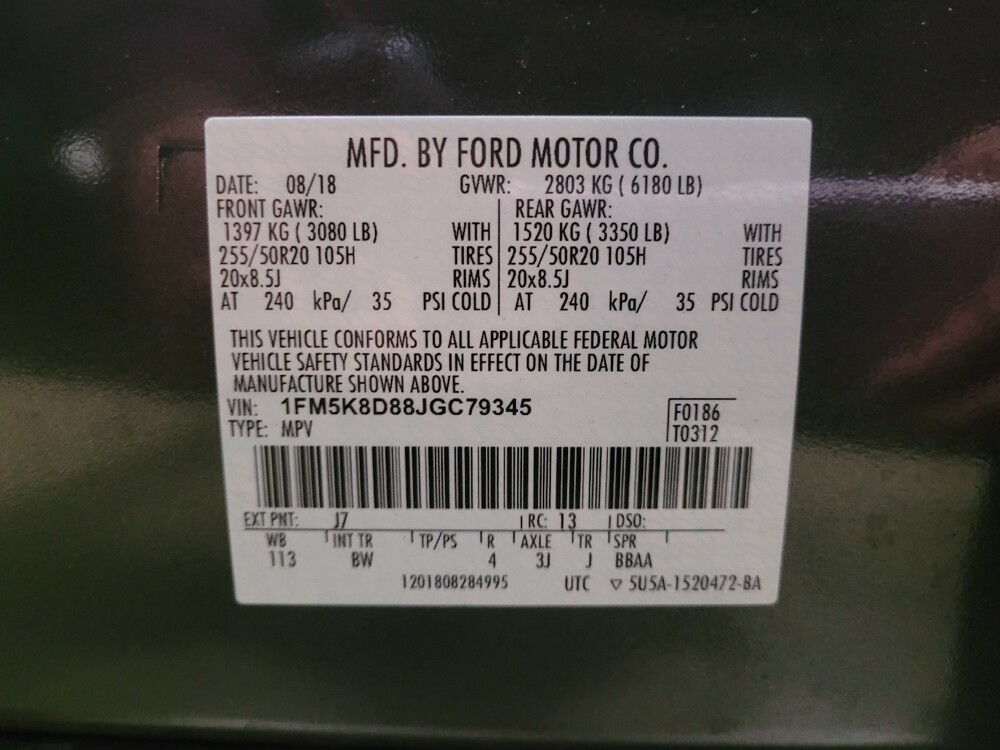 MFD. BY FORD MOTOR CO.
DATE: 08/18 GVWR: 2803 KG ( 6180 LB)
FRONT GAWR: REAR GAWR:
1397 KG ( 3080 LB) WITH 1520 KG ( 3350 LB) WITH
255/50R20 105H TIRES 255/50R20 105H TIRES
20x8.5J RIMS 20x8.5J RIMS
AT 240 kPa/ 35 PSI COLD AT 240 kPa/ 35 PSI COLD
THIS VEHICLE CONFORMS TO ALL APPLICABLE FEDERAL MOTOR
VEHICLE SAFETY STANDARDS IN EFFECT ON THE DATE OF
MANUFACTURE SHOWN ABOVE.
VIN: 1FM5K8D88JGC79345 F0186
TYPE: MPV T0312
EXT PNT: J7 RC: 13 DSO:
WB INT TR TP/PS R AXLE TR SPR
113 BW 4 3J J BBAA
1201808284995 UTC ▽ 5U5A-1520472-BA